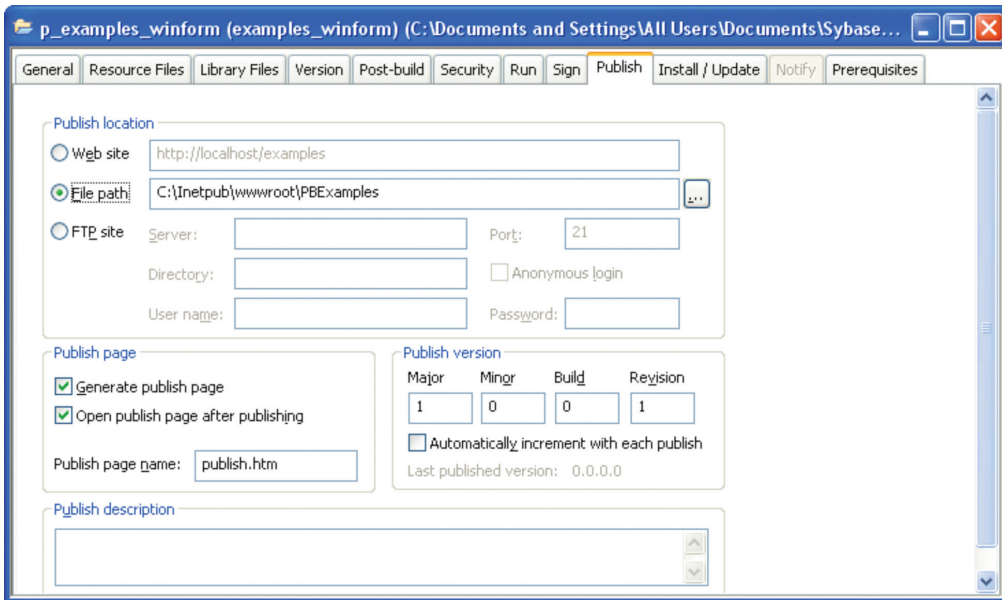 p_examples_winform (examples_winform) (C:\Documents and Settings\All Users\Documents\Sybase...
General Resource Files Library Files Version Post-build Security Run Sign Publish Install / Update Notify Prerequisites
Publish location
Web site http://localhost/examples
File path C:\Inetpub\wwwroot\PBExamples ...
FTP site Server: Port: 21
Directory: Anonymous login
User name: Password:
Publish page
Generate publish page
Open publish page after publishing
Publish page name: publish.htm
Publish version
Major Minor Build Revision
1 0 0 1
Automatically increment with each publish
Last published version: 0.0.0.0
Publish description